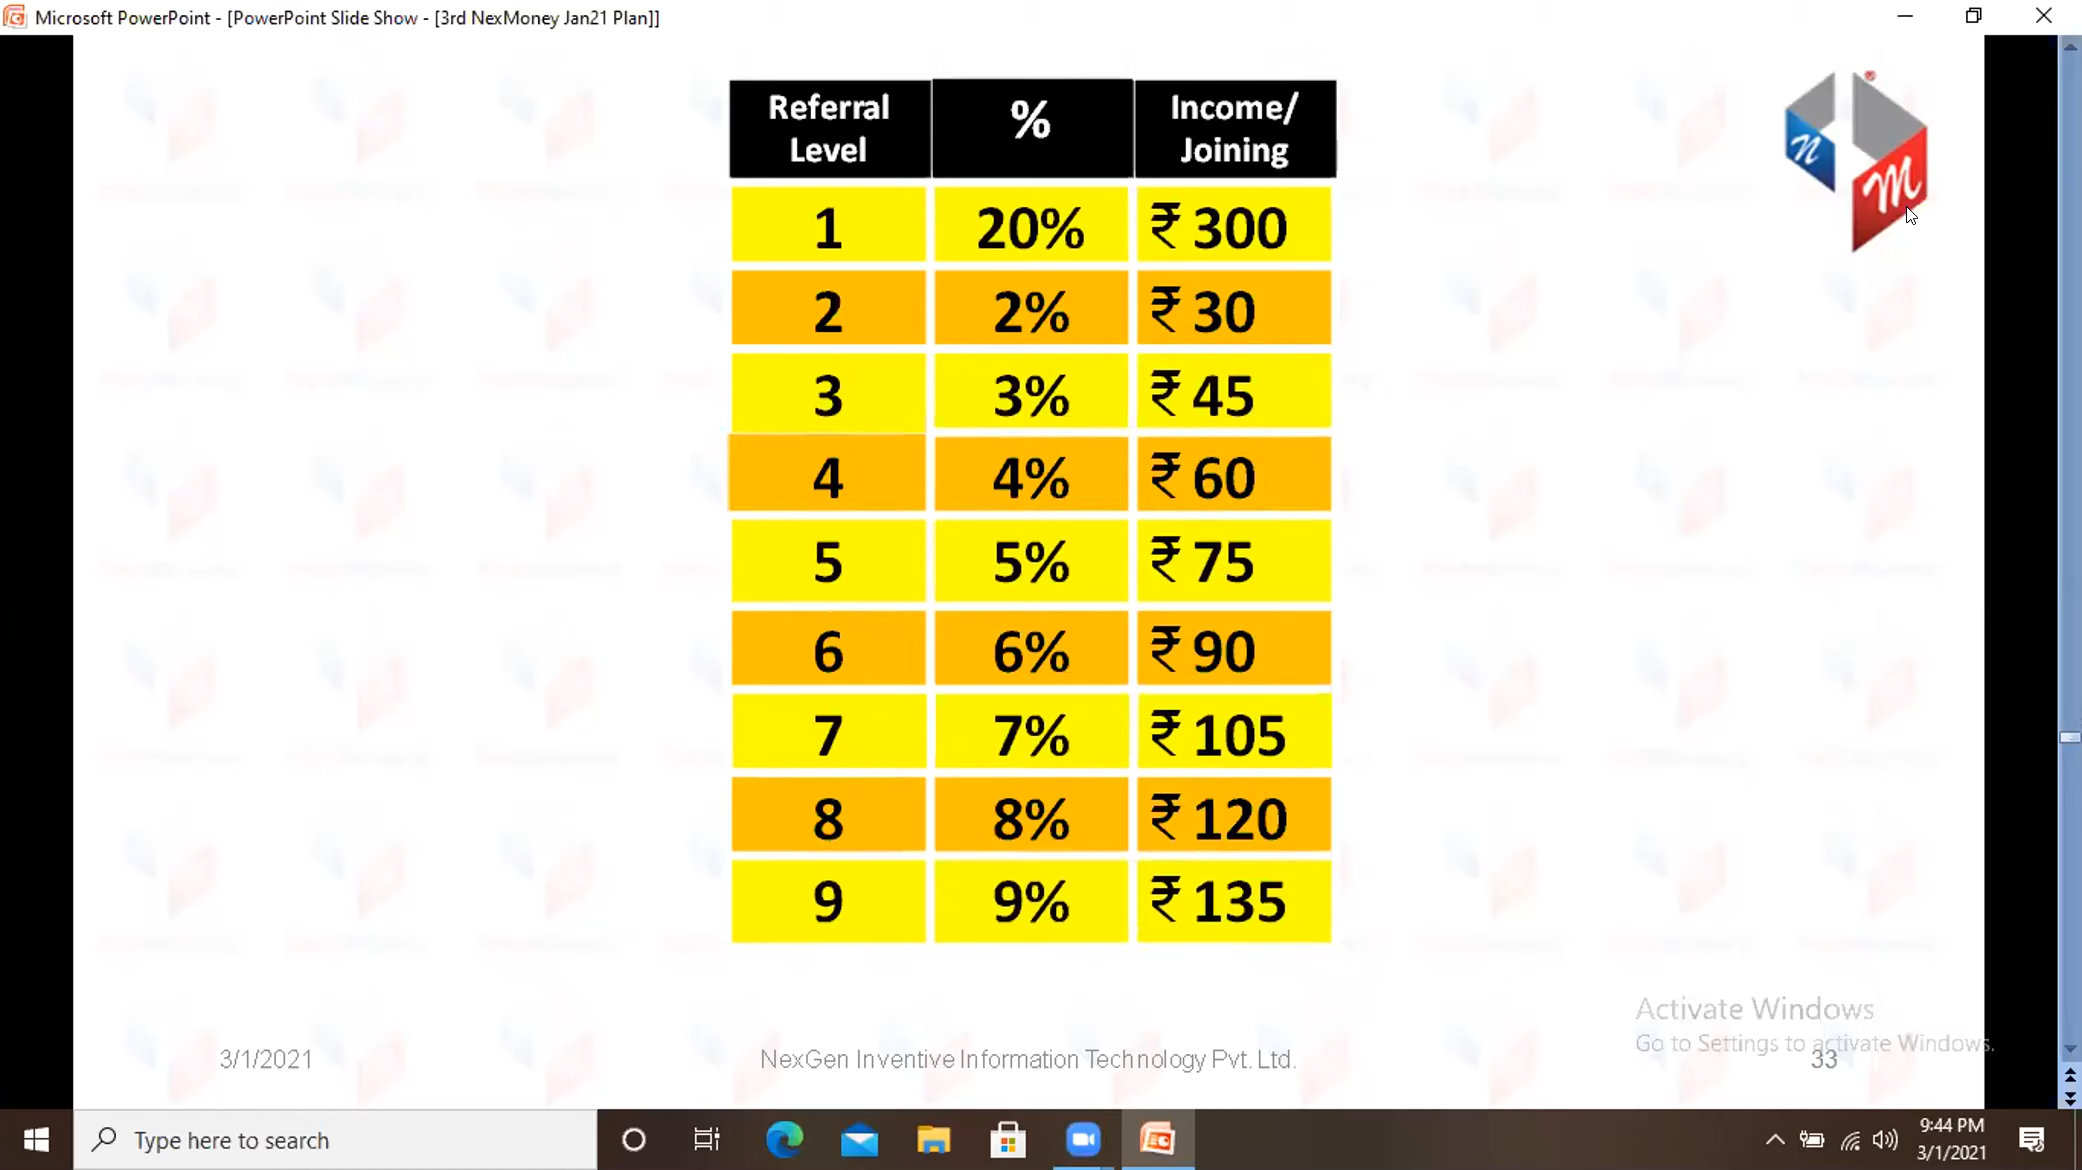 Microsoft PowerPoint - [PowerPoint Slide Show - [3rd NexMoney Jan21 Plan]]
Referral Level % Income/ Joining
1 20% ₹ 300
2 2% ₹ 30
3 3% ₹ 45
4 4% ₹ 60
5 5% ₹ 75
6 6% ₹ 90
7 7% ₹ 105
8 8% ₹ 120
9 9% ₹ 135
n M ®
Activate Windows
Go to Settings to activate Windows.
3/1/2021 NexGen Inventive Information Technology Pvt. Ltd. 33
Type here to search
9:44 PM
3/1/2021